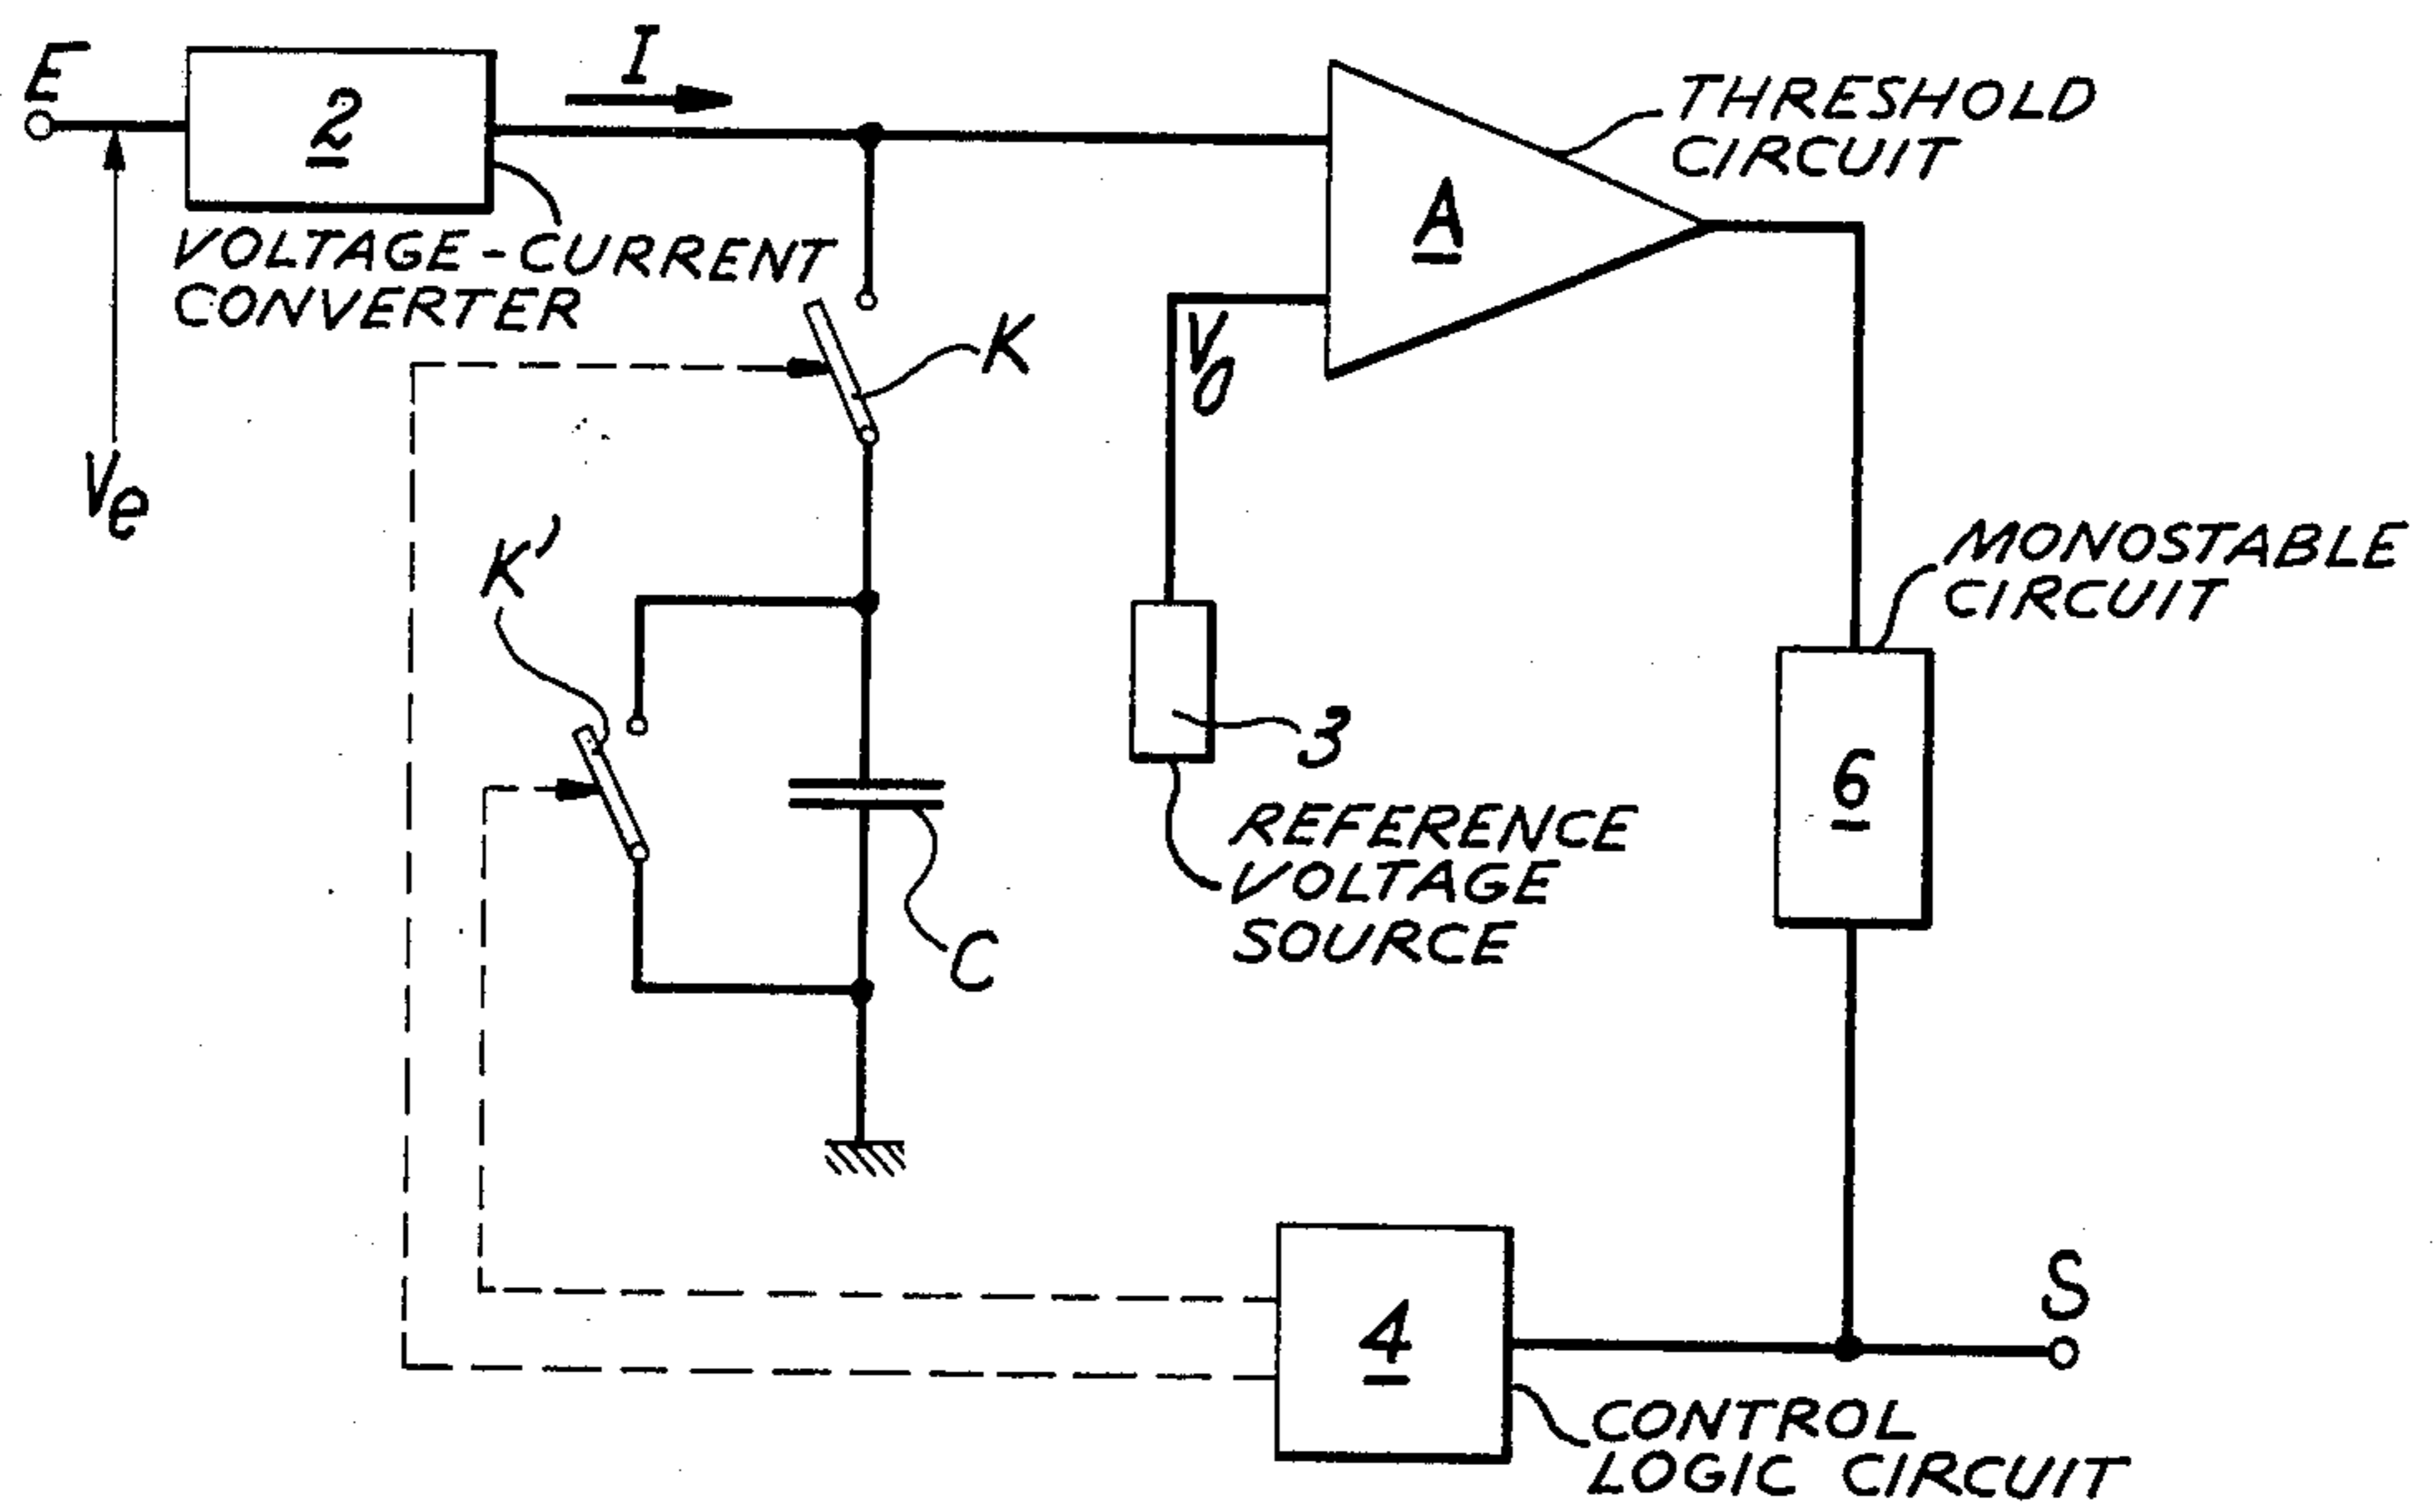 E
2
I
THRESHOLD
CIRCUIT
A
VOLTAGE-CURRENT
CONVERTER
K
V0
Ve
K'
MONOSTABLE
CIRCUIT
3
6
REFERENCE
VOLTAGE
SOURCE
C
S
4
CONTROL
LOGIC CIRCUIT